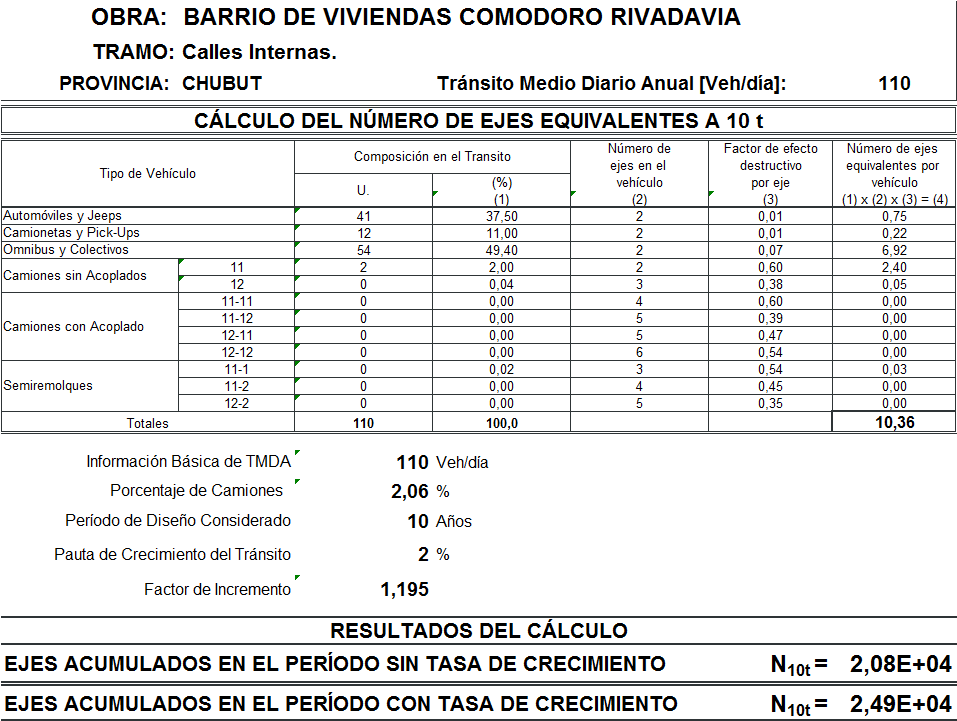 OBRA: BARRIO DE VIVIENDAS COMODORO RIVADAVIA
TRAMO: Calles Internas.
PROVINCIA: CHUBUT Tránsito Medio Diario Anual [Veh/día]: 110
CÁLCULO DEL NÚMERO DE EJES EQUIVALENTES A 10 t
Tipo de Vehículo
Composición en el Transito
U.
(%)
(1)
Número de
ejes en el
vehículo
(2)
Factor de efecto
destructivo
por eje
(3)
Número de ejes
equivalentes por
vehículo
(1) x (2) x (3) = (4)
Automóviles y Jeeps 41 37,50 2 0,01 0,75
Camionetas y Pick-Ups 12 11,00 2 0,01 0,22
Omnibus y Colectivos 54 49,40 2 0,07 6,92
Camiones sin Acoplados
11 2 2,00 2 0,60 2,40
12 0 0,04 3 0,38 0,05
Camiones con Acoplado
11-11 0 0,00 4 0,60 0,00
11-12 0 0,00 5 0,39 0,00
12-11 0 0,00 5 0,47 0,00
12-12 0 0,00 6 0,54 0,00
Semiremolques
11-1 0 0,02 3 0,54 0,03
11-2 0 0,00 4 0,45 0,00
12-2 0 0,00 5 0,35 0,00
Totales 110 100,0 10,36
Información Básica de TMDA 110 Veh/día
Porcentaje de Camiones 2,06 %
Período de Diseño Considerado 10 Años
Pauta de Crecimiento del Tránsito 2 %
Factor de Incremento 1,195
RESULTADOS DEL CÁLCULO
EJES ACUMULADOS EN EL PERÍODO SIN TASA DE CRECIMIENTO N10t = 2,08E+04
EJES ACUMULADOS EN EL PERÍODO CON TASA DE CRECIMIENTO N10t = 2,49E+04